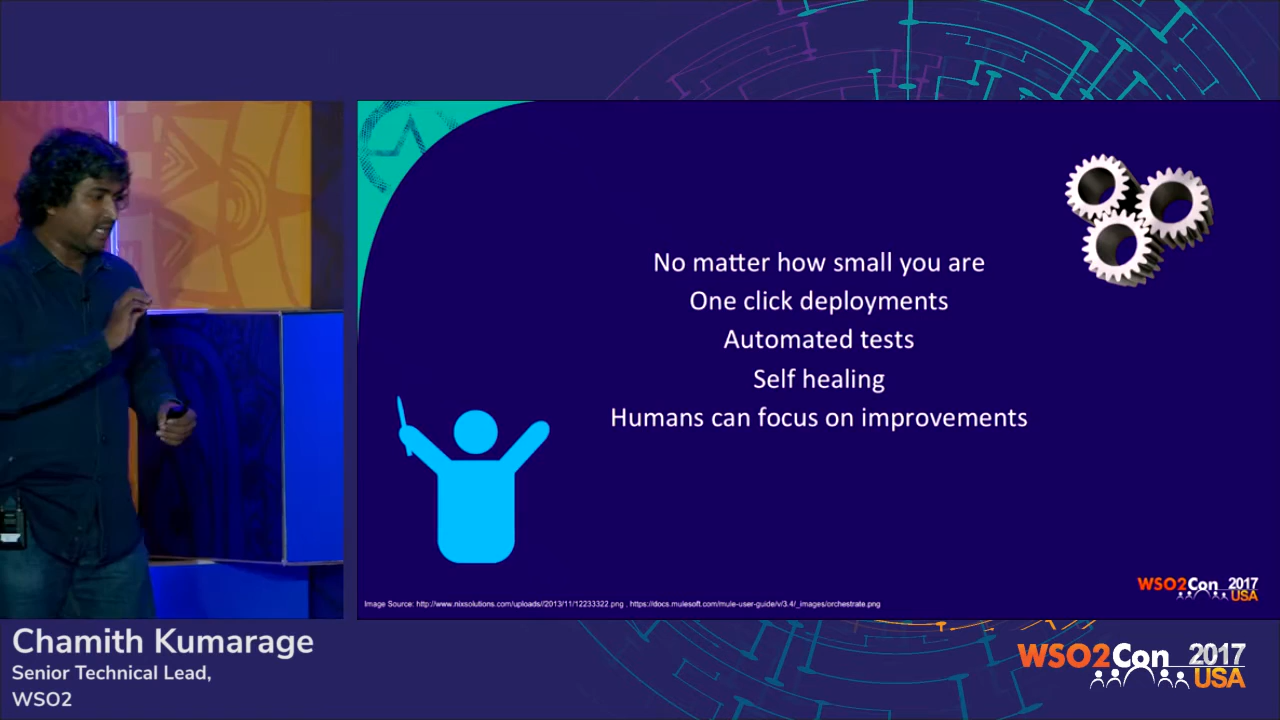 No matter how small you are
One click deployments
Automated tests
Self healing
Humans can focus on improvements
WSO2Con 2017
USA
Image Source: http://www.nixsolutions.com/uploads//2013/11/12233322.png , https://docs.mulesoft.com/mule-user-guide/v/3.4/_images/orchestrate.png
Chamith Kumarage
Senior Technical Lead,
WSO2
WSO2Con 2017
USA